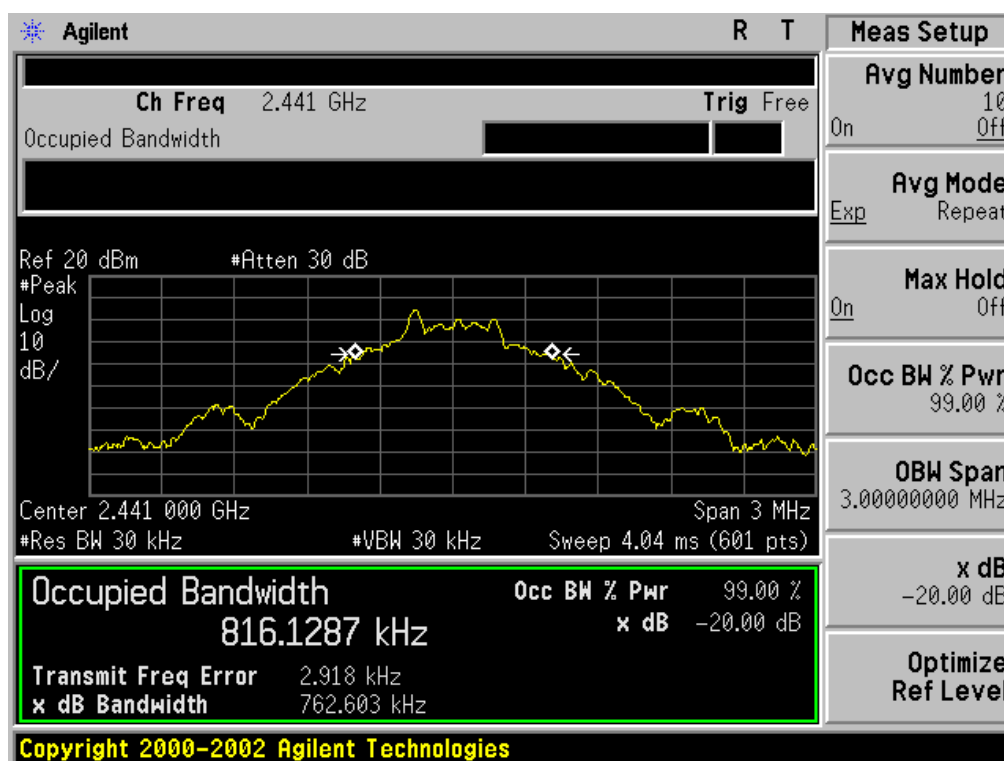 Agilent R T
Ch Freq 2.441 GHz Trig Free
Occupied Bandwidth
Ref 20 dBm #Atten 30 dB
#Peak
Log
10
dB/
Center 2.441 000 GHz Span 3 MHz
#Res BW 30 kHz #VBW 30 kHz Sweep 4.04 ms (601 pts)
Occupied Bandwidth Occ BW % Pwr 99.00 %
816.1287 kHz x dB -20.00 dB
Transmit Freq Error 2.918 kHz
x dB Bandwidth 762.603 kHz
Copyright 2000-2002 Agilent Technologies
Meas Setup
Avg Number
10
On Off
Avg Mode
Exp Repeat
Max Hold
On Off
Occ BW % Pwr
99.00 %
OBW Span
3.00000000 MHz
x dB
-20.00 dB
Optimize
Ref Level